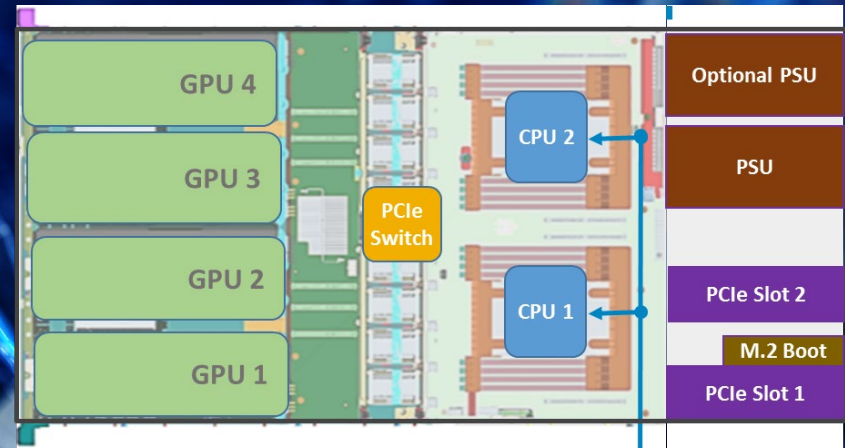 GPU 4
GPU 3
GPU 2
GPU 1
PCIe
Switch
CPU 2
CPU 1
Optional PSU
PSU
PCIe Slot 2
M.2 Boot
PCIe Slot 1